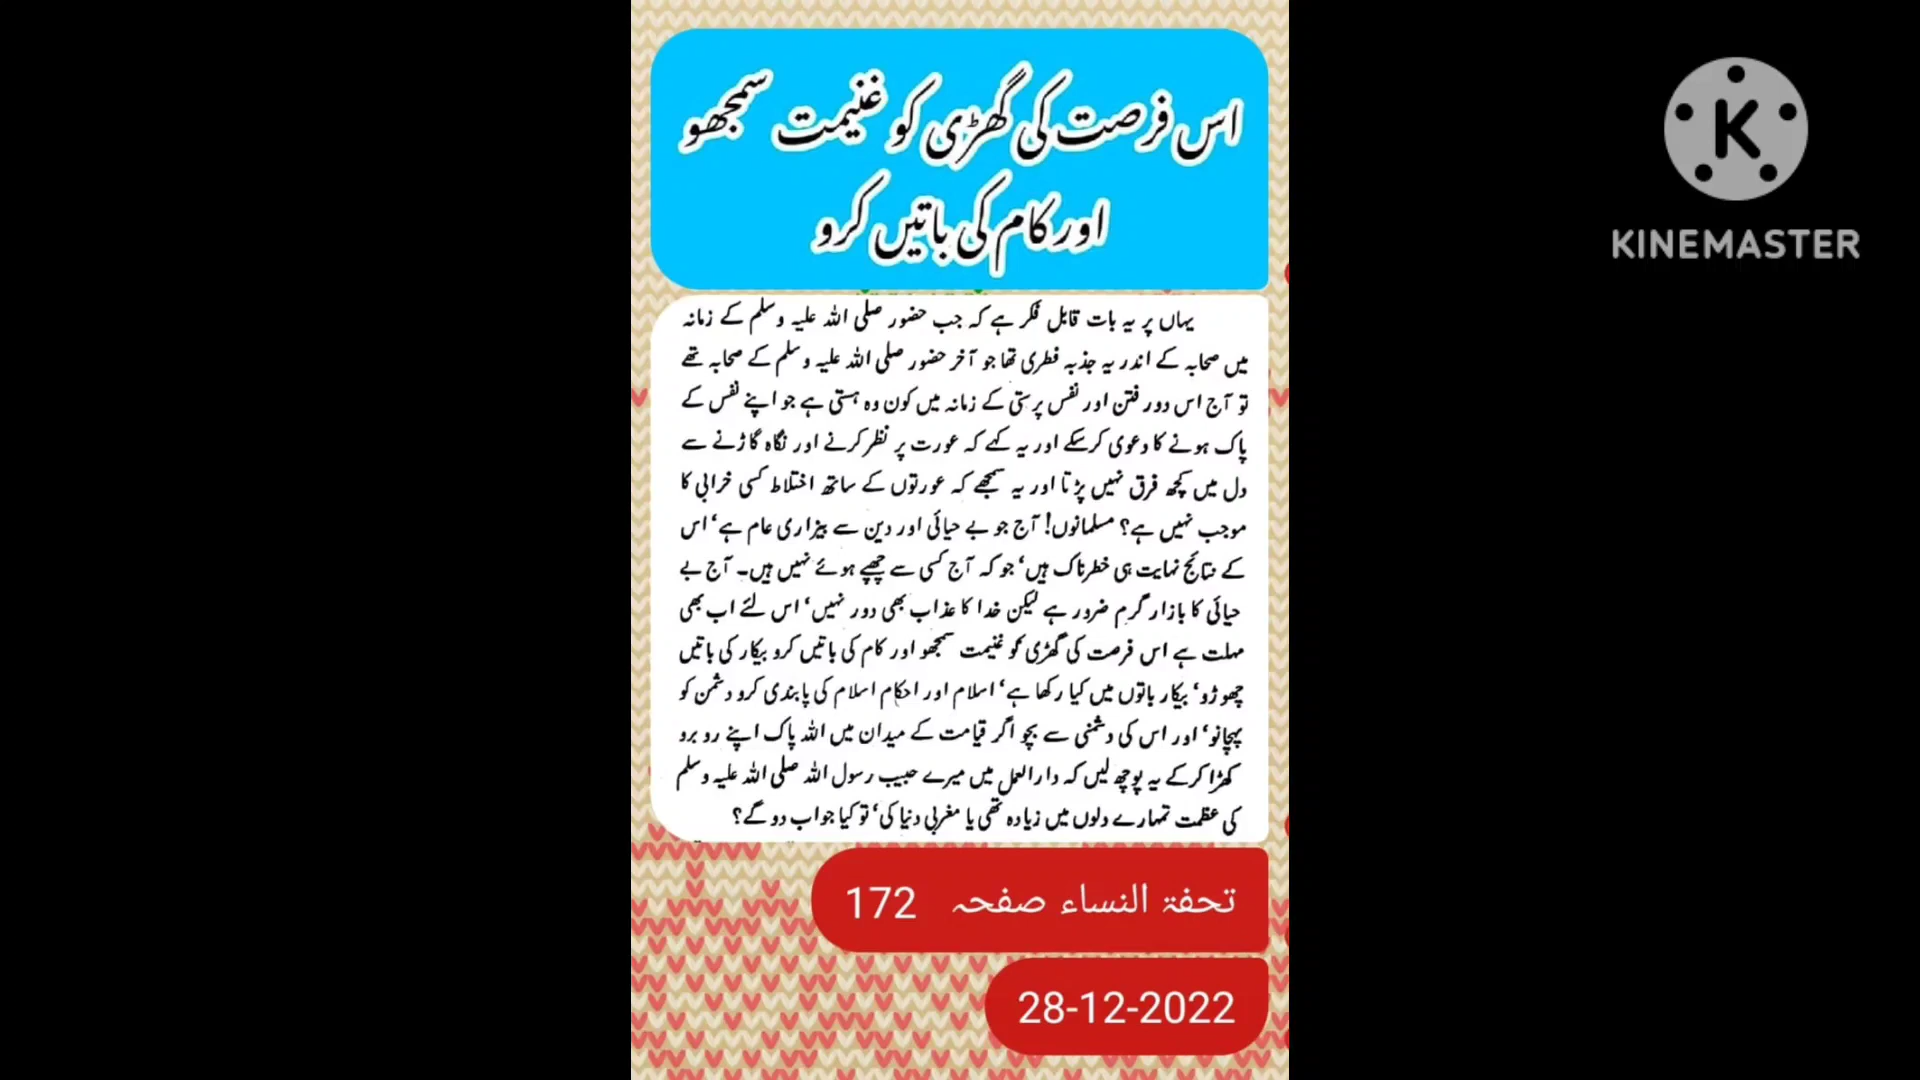 اس فرصت کی گھڑی کو غنیمت سمجھو
اور کام کی باتیں کرو
یہاں پر یہ بات قابل فکر ہے کہ جب حضور صلی اللہ علیہ وسلم کے زمانہ
میں صحابہ کے اندر یہ جذبہ فطری تھا جو آخر حضور صلی اللہ علیہ وسلم کے صحابہ تھے
تو آج اس دور فتن اور نفس پرستی کے زمانہ میں کون وہ ہستی ہے جو اپنے نفس کے
پاک ہونے کا دعوی کرسکے اور یہ کہے کہ عورت پر نظر کرنے اور نگاہ گاڑنے سے
دل میں کچھ فرق نہیں پڑتا اور یہ سمجھے کہ عورتوں کے ساتھ اختلاط کسی خرابی کا
موجب نہیں ہے؟ مسلمانوں! آج جو بے حیائی اور دین سے بیزاری عام ہے‘ اس
کے نتائج نہایت ہی خطرناک ہیں‘ جو کہ آج کسی سے چھپے ہوئے نہیں ہیں۔ آج بے
حیائی کا بازار گرم ضرور ہے لیکن خدا کا عذاب بھی دور نہیں‘ اس لئے اب بھی
مہلت ہے اس فرصت کی گھڑی کو غنیمت سمجھو اور کام کی باتیں کرو بیکار کی باتیں
چھوڑو‘ بیکار باتوں میں کیا رکھا ہے‘ اسلام اور احکام اسلام کی پابندی کرو دشمن کو
پہچانو‘ اور اس کی دشمنی سے بچو اگر قیامت کے میدان میں اللہ پاک اپنے رو برو
کھڑا کرکے یہ پوچھ لیں کہ دارالعمل میں میرے حبیب رسول اللہ صلی اللہ علیہ وسلم
کی عظمت تمہارے دلوں میں زیادہ تھی یا مغربی دنیا کی‘ تو کیا جواب دو گے؟
تحفۃ النساء صفحہ 172
28-12-2022
K
KINEMASTER